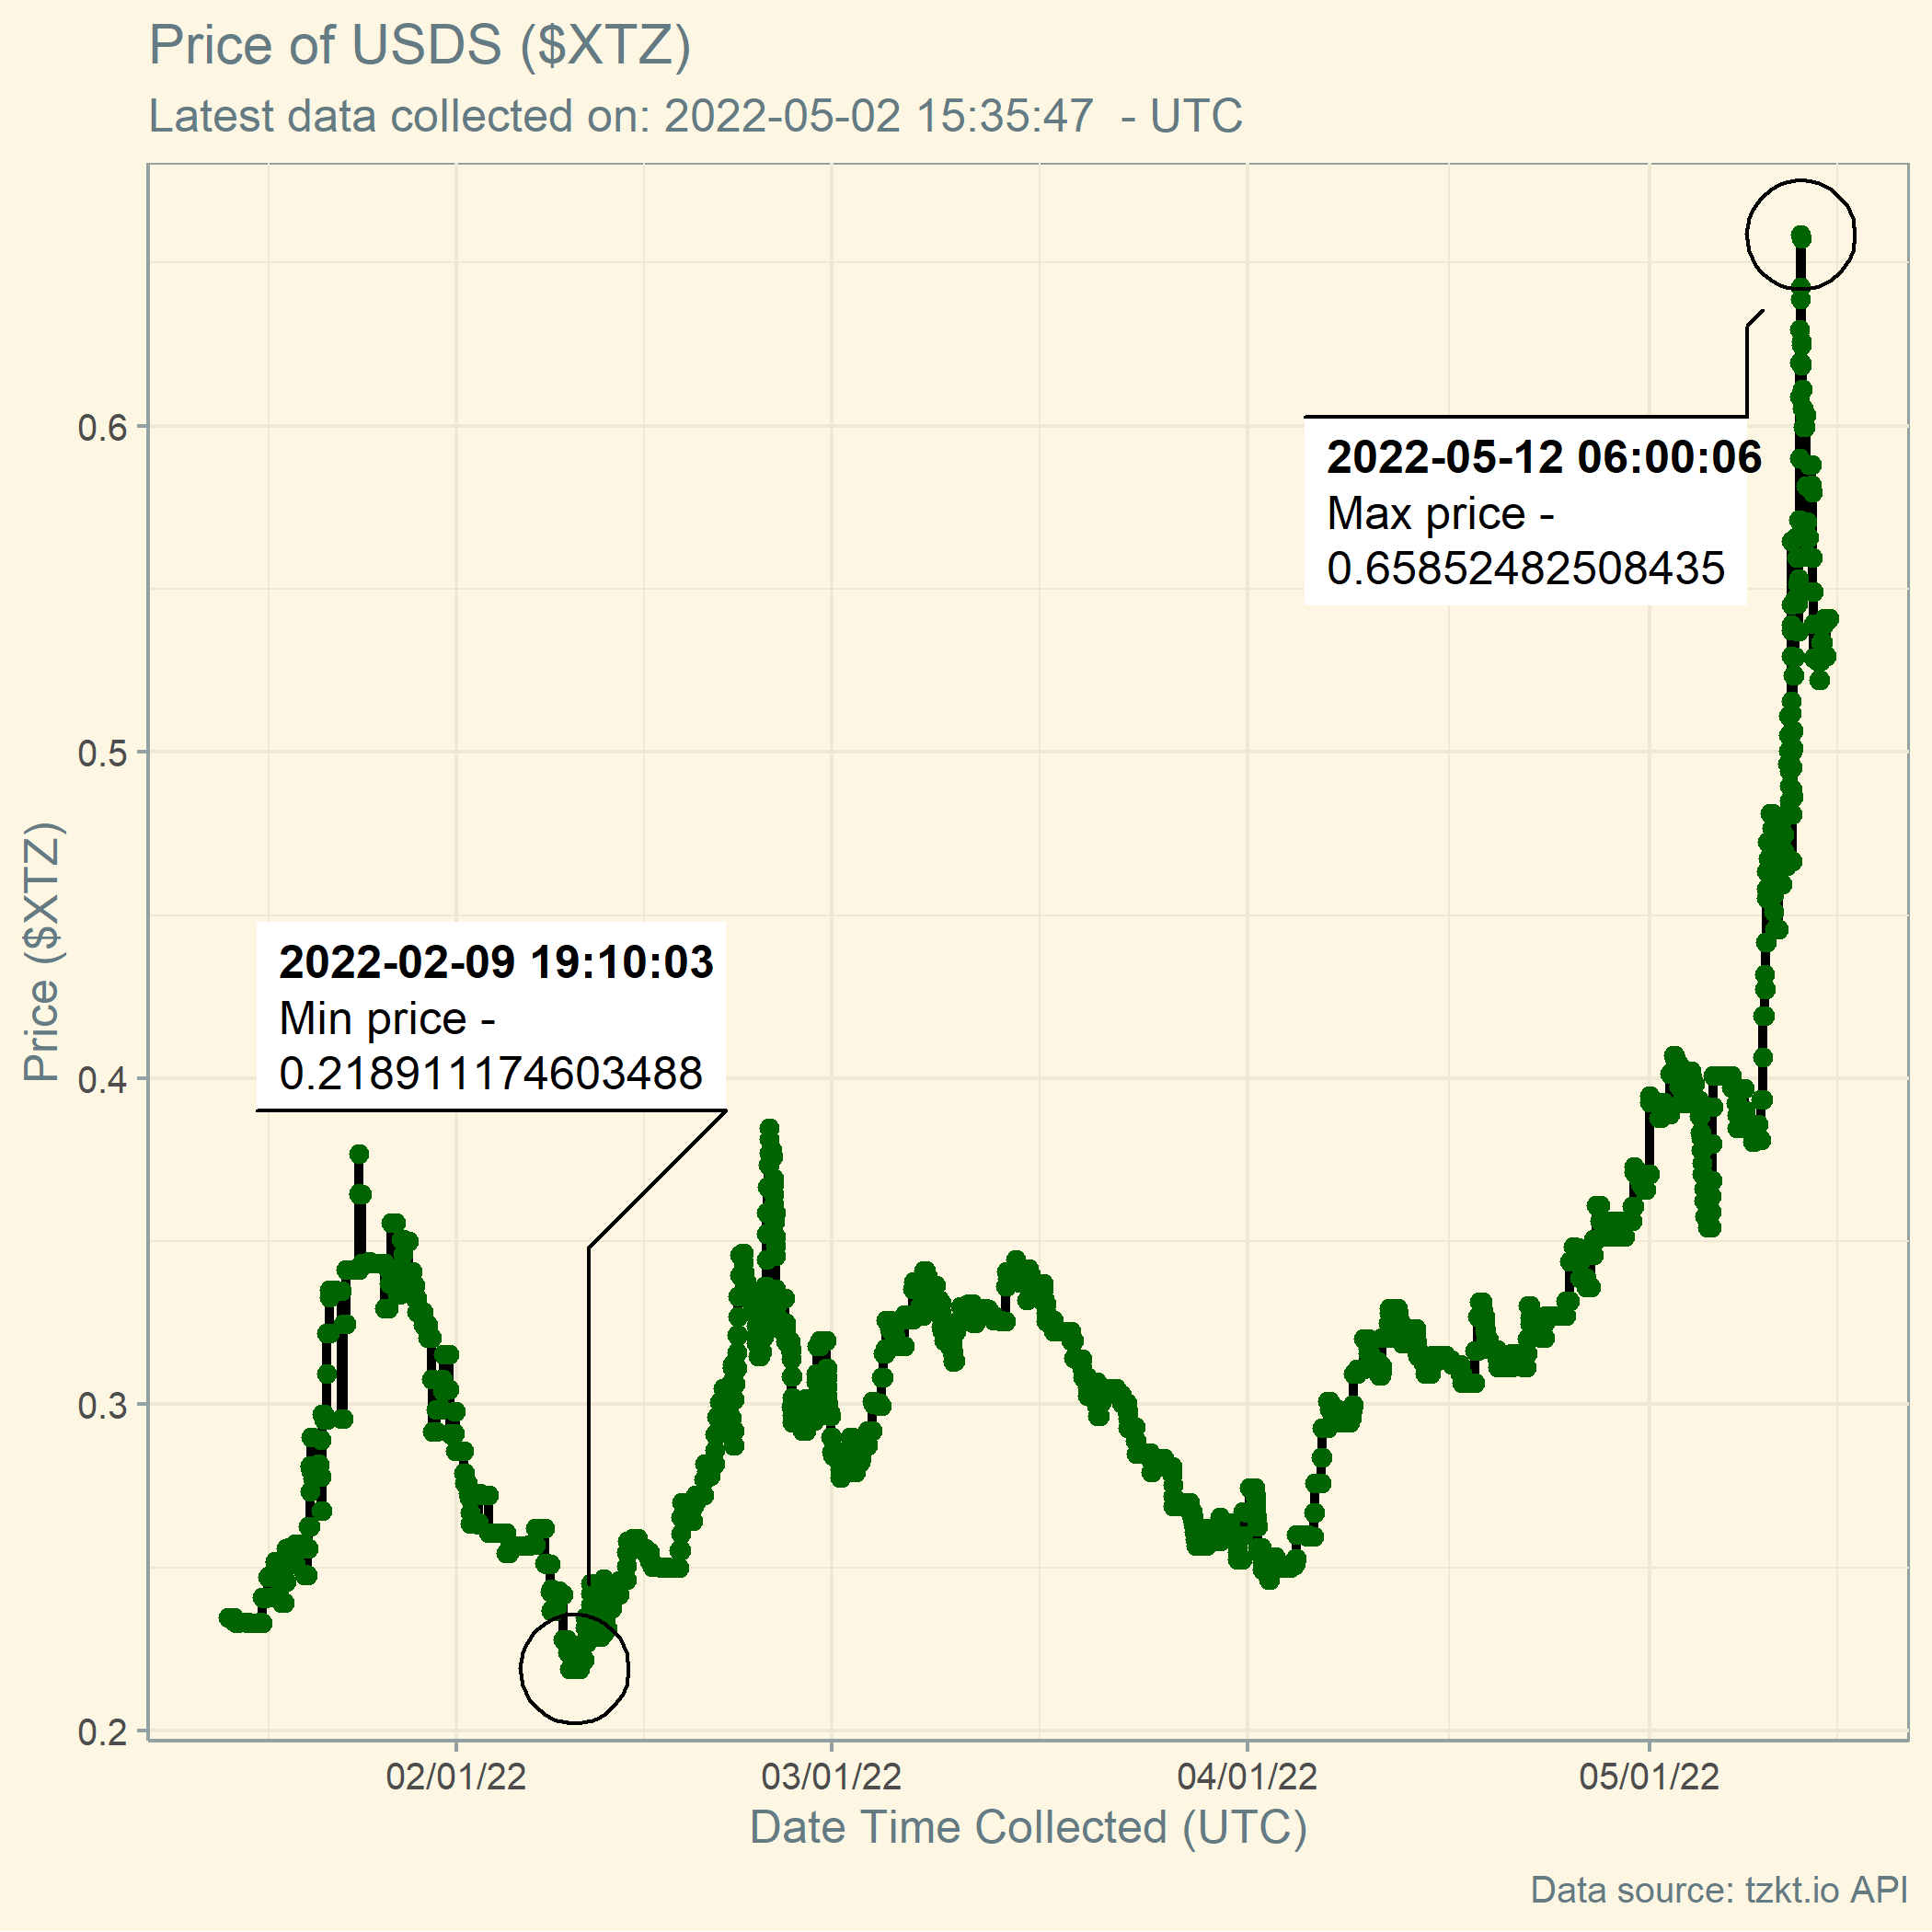 Price of USDS ($XTZ)
Latest data collected on: 2022-05-02 15:35:47  - UTC
2022-05-12 06:00:06
Max price -
0.65852482508435
2022-02-09 19:10:03
Min price -
0.218911174603488
Price ($XTZ)
0.6
0.5
0.4
0.3
0.2
02/01/22
03/01/22
04/01/22
05/01/22
Date Time Collected (UTC)
Data source: tzkt.io API